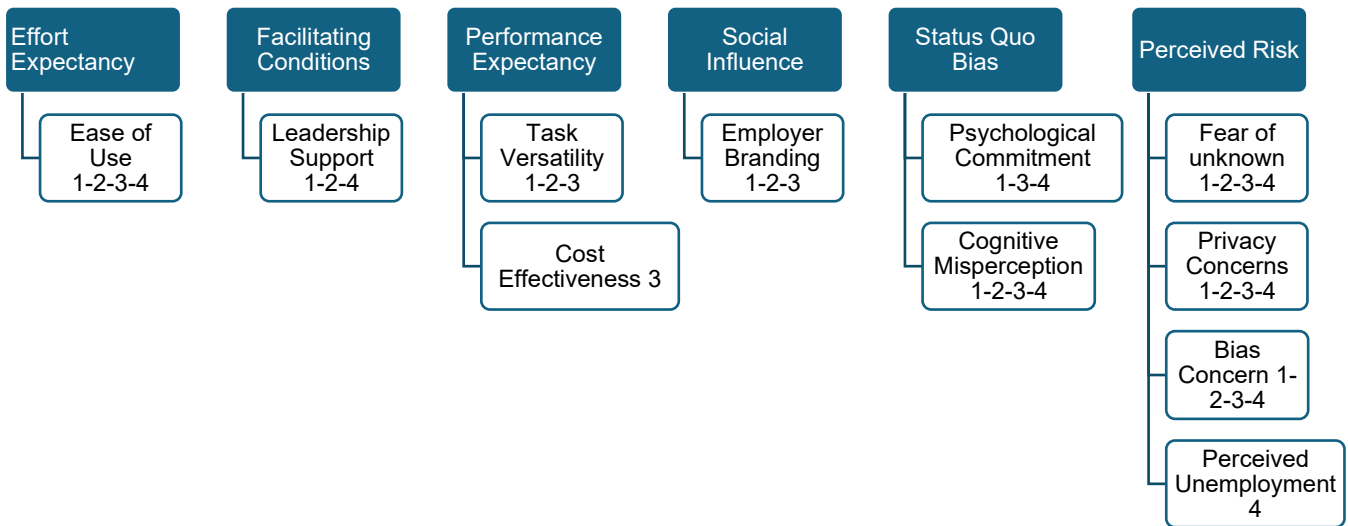 Effort
Expectancy
Ease of
Use
1-2-3-4
Facilitating
Conditions
Leadership
Support
1-2-4
Performance
Expectancy
Task
Versatility
1-2-3
Cost
Effectiveness 3
Social
Influence
Employer
Branding
1-2-3
Status Quo
Bias
Psychological
Commitment
1-3-4
Cognitive
Misperception
1-2-3-4
Perceived Risk
Fear of
unknown
1-2-3-4
Privacy
Concerns
1-2-3-4
Bias
Concern 1-
2-3-4
Perceived
Unemployment
4